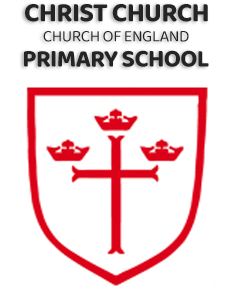 CHRIST CHURCH
CHURCH OF ENGLAND
PRIMARY SCHOOL